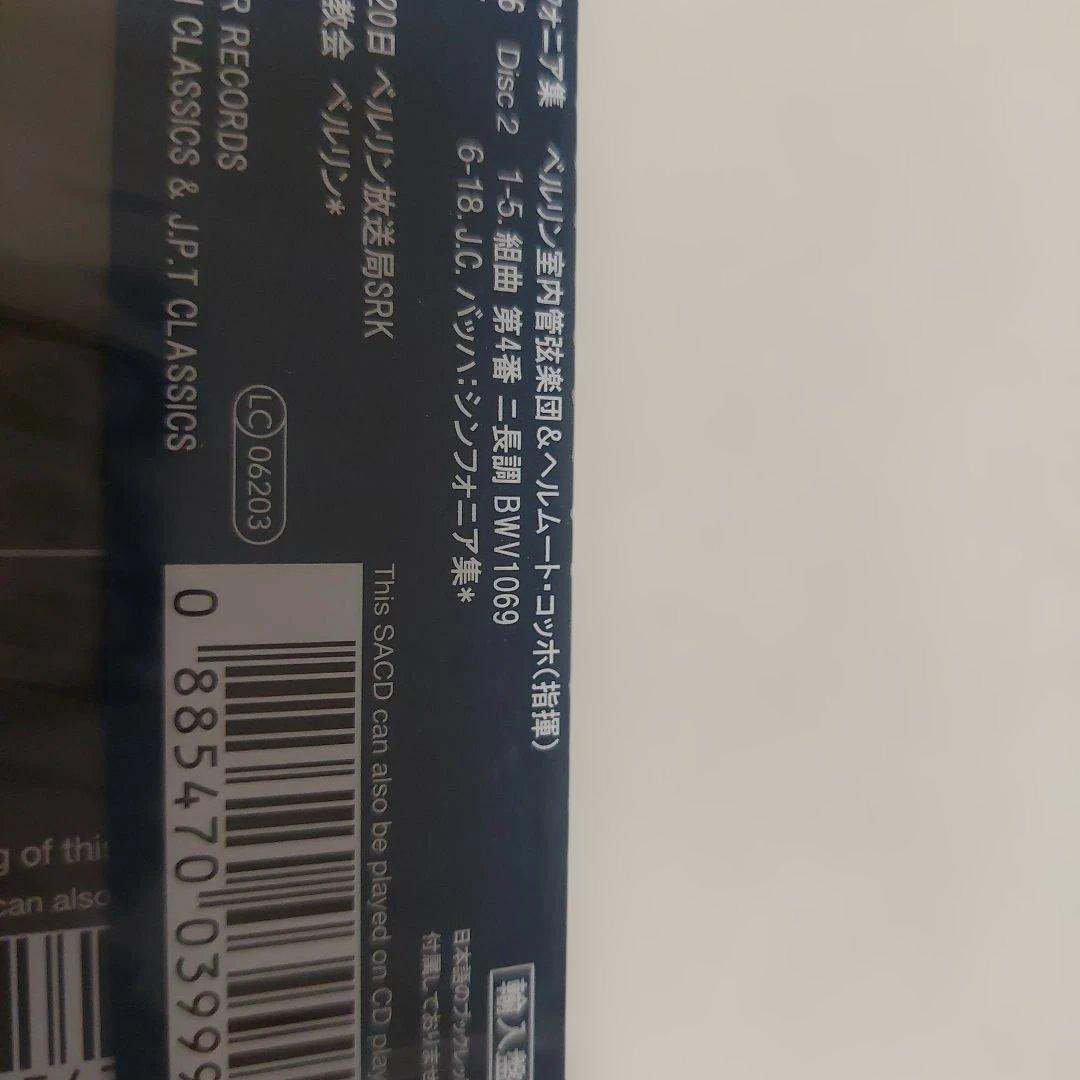 フォニア集 ベルリン室内管弦楽団&ヘルムート・コッホ(指揮)
6 Disc 2 1-5. 組曲 第4番 ニ長調 BWV1069
6-18. J.C. バッハ:シンフォニア集*
20日 ベルリン放送局SRK
教会 ベルリン*
R RECORDS
CLASSICS & J.P.T CLASSICS
LC 06203
This SACD can also be played on CD play
0 885470 03999
輸入盤
日本語のブックレッ
付属しておりませ
g of this
can also